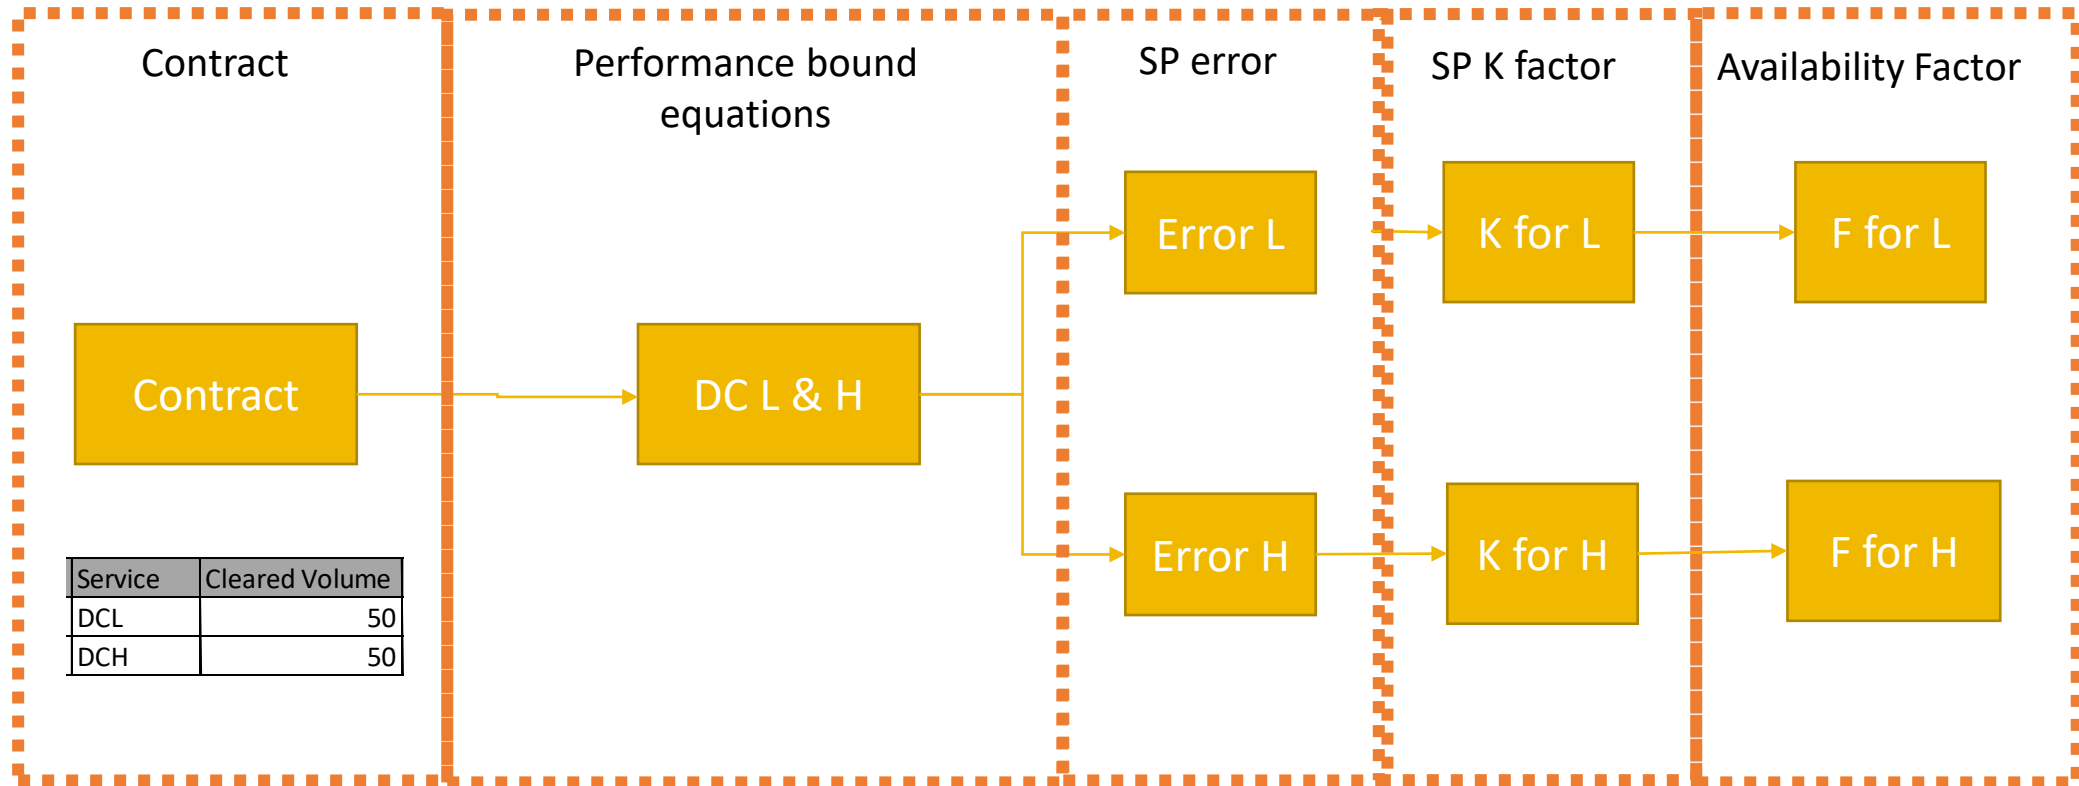 Contract
Performance bound
equations
SP error
SP K factor
Availability Factor
Error L
K for L
F for L
Contract
DC L & H
Error H
K for H
F for H
Service Cleared Volume
DCL 50
DCH 50